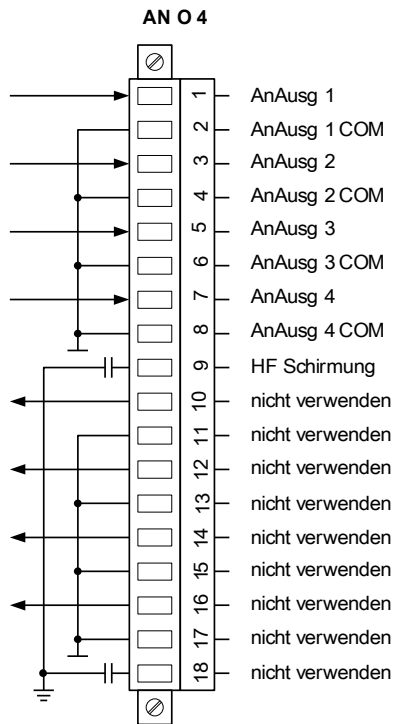 AN O 4
1 AnAusg 1
2 AnAusg 1 COM
3 AnAusg 2
4 AnAusg 2 COM
5 AnAusg 3
6 AnAusg 3 COM
7 AnAusg 4
8 AnAusg 4 COM
9 HF Schirmung
10 nicht verwenden
11 nicht verwenden
12 nicht verwenden
13 nicht verwenden
14 nicht verwenden
15 nicht verwenden
16 nicht verwenden
17 nicht verwenden
18 nicht verwenden